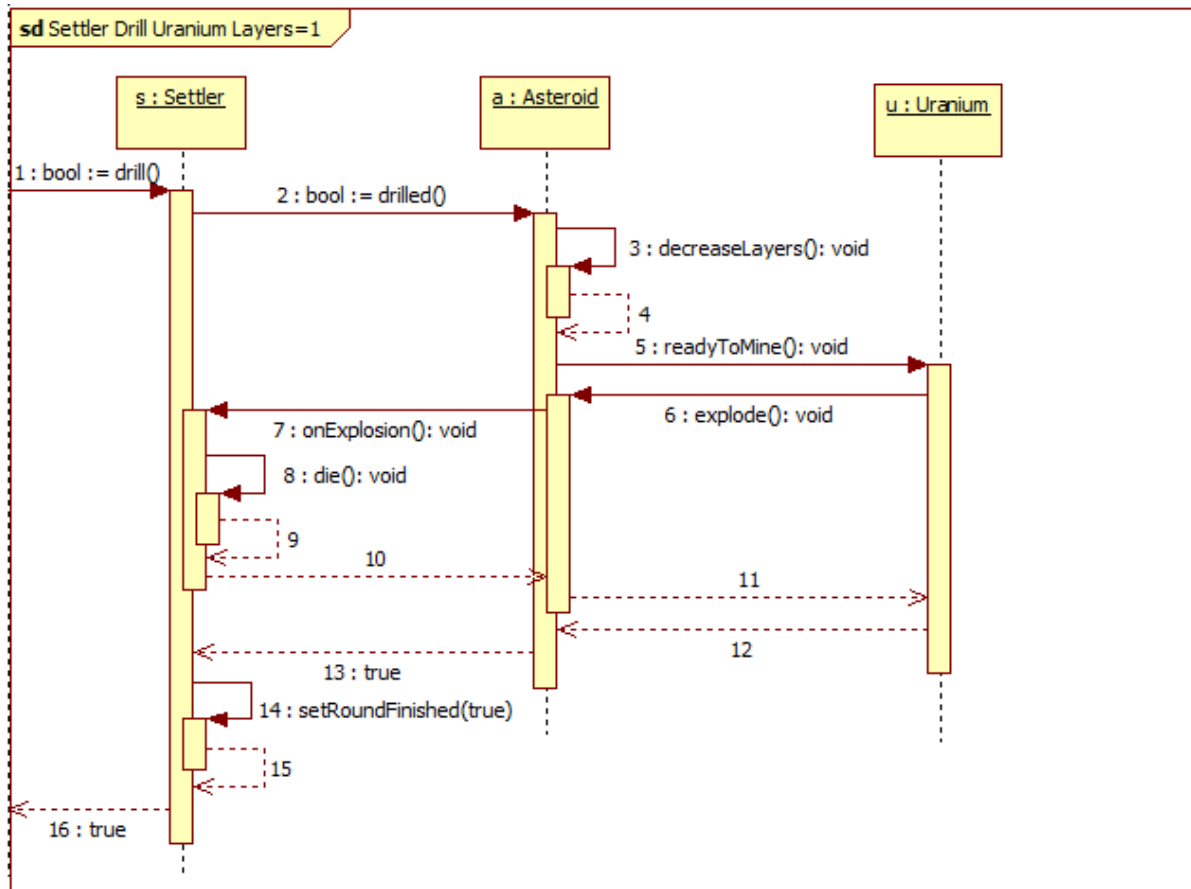 sd Settler Drill Uranium Layers=1
s : Settler
a : Asteroid
u : Uranium
1 : bool := drill()
2 : bool := drilled()
3 : decreaseLayers(): void
4
5 : readyToMine(): void
6 : explode(): void
7 : onExplosion(): void
8 : die(): void
9
10
11
12
13 : true
14 : setRoundFinished(true)
15
16 : true